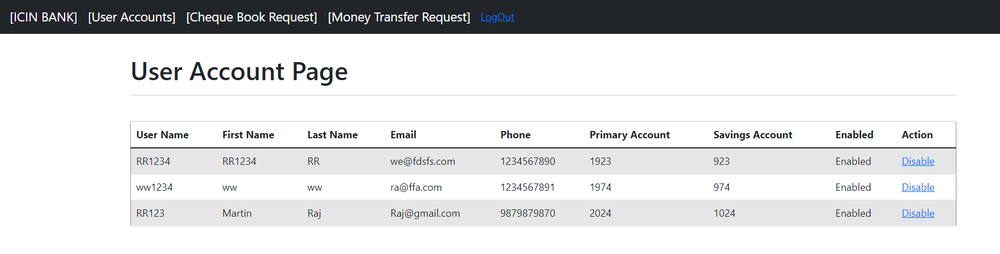 [ICIN BANK] [User Accounts] [Cheque Book Request] [Money Transfer Request] LogOut
User Account Page
User Name First Name Last Name Email Phone Primary Account Savings Account Enabled Action
RR1234 RR1234 RR we@fdsfs.com 1234567890 1923 923 Enabled Disable
ww1234 ww ww ra@ffa.com 1234567891 1974 974 Enabled Disable
RR123 Martin Raj Raj@gmail.com 9879879870 2024 1024 Enabled Disable